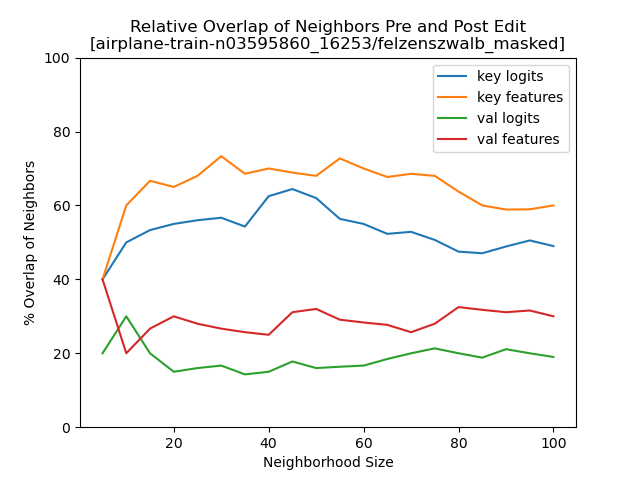 Relative Overlap of Neighbors Pre and Post Edit
[airplane-train-n03595860_16253/felzenszwalb_masked]
key logits
key features
val logits
val features
% Overlap of Neighbors
100
80
60
40
20
0
20 40 60 80 100
Neighborhood Size